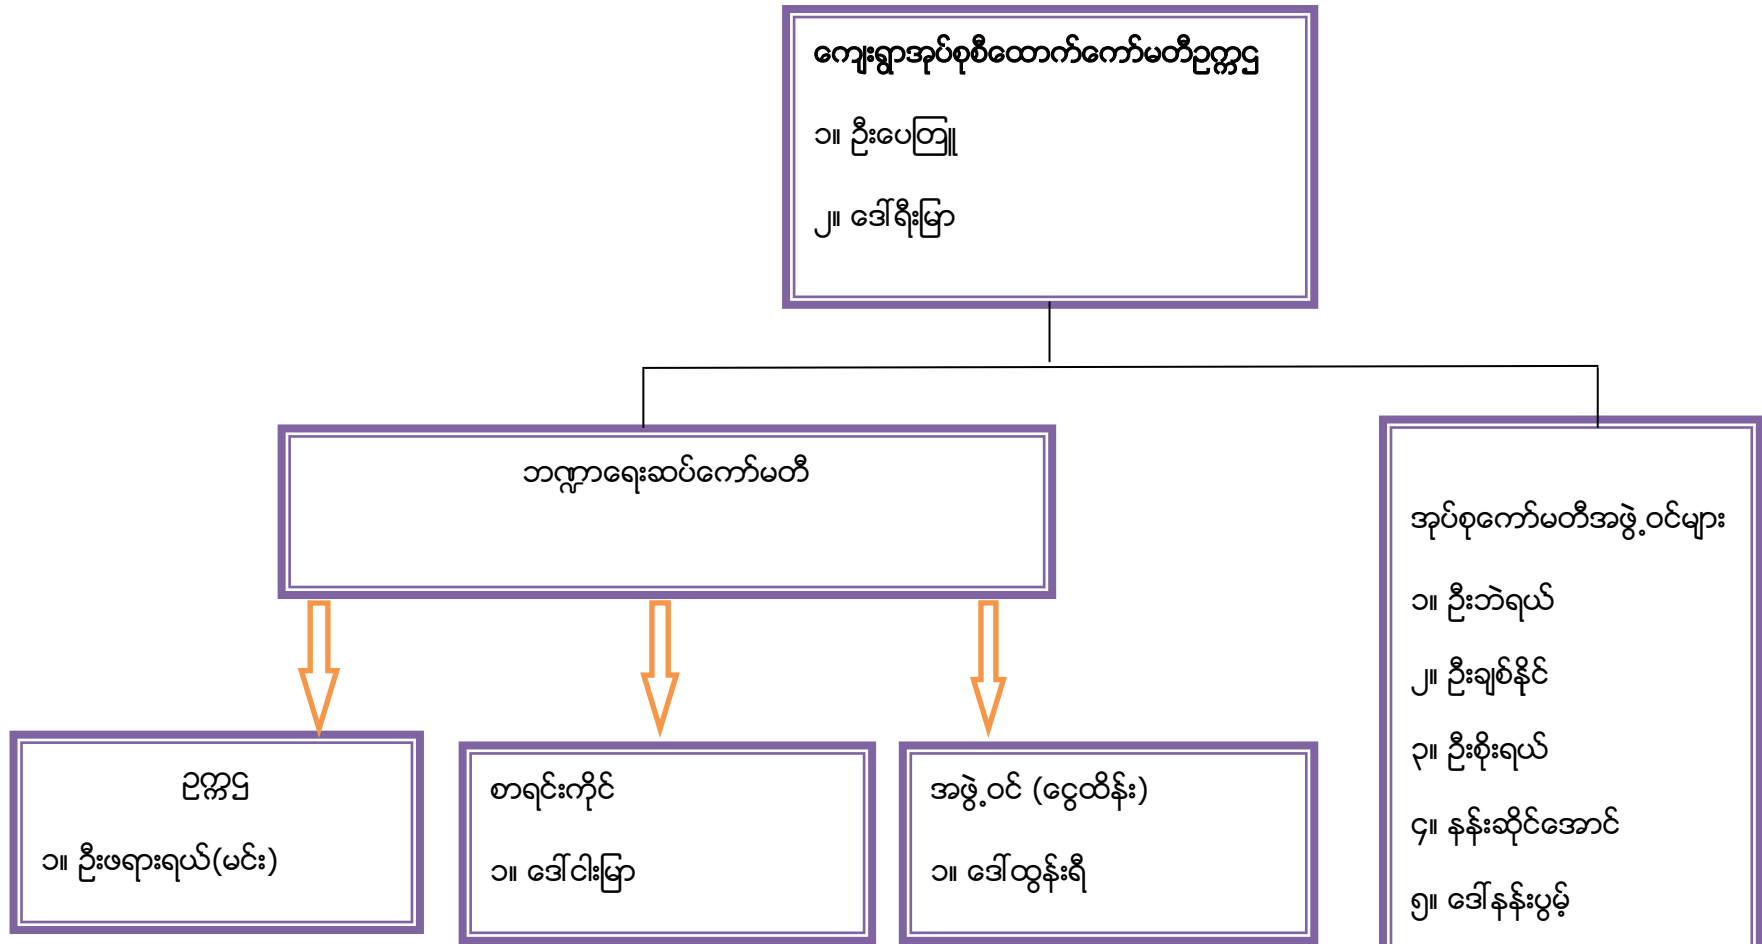 ကျေးရွာအုပ်စုစီထောက်ကော်မတီဥက္ကဌ
၁။ ဦးပေတြူ
၂။ ဒေါ်ရီးမြာ
ဘဏ္ဍာရေးဆပ်ကော်မတီ
ဥက္ကဌ
၁။ ဦးဖရားရယ်(မင်း)
စာရင်းကိုင်
၁။ ဒေါ်ငါးမြာ
အဖွဲ့ဝင် (ငွေထိန်း)
၁။ ဒေါ်ထွန်းရီ
အုပ်စုကော်မတီအဖွဲ့ဝင်များ
၁။ ဦးဘဲရယ်
၂။ ဦးချစ်နိုင်
၃။ ဦးစိုးရယ်
၄။ နန်းဆိုင်အောင်
၅။ ဒေါ်နန်းပွမ့်